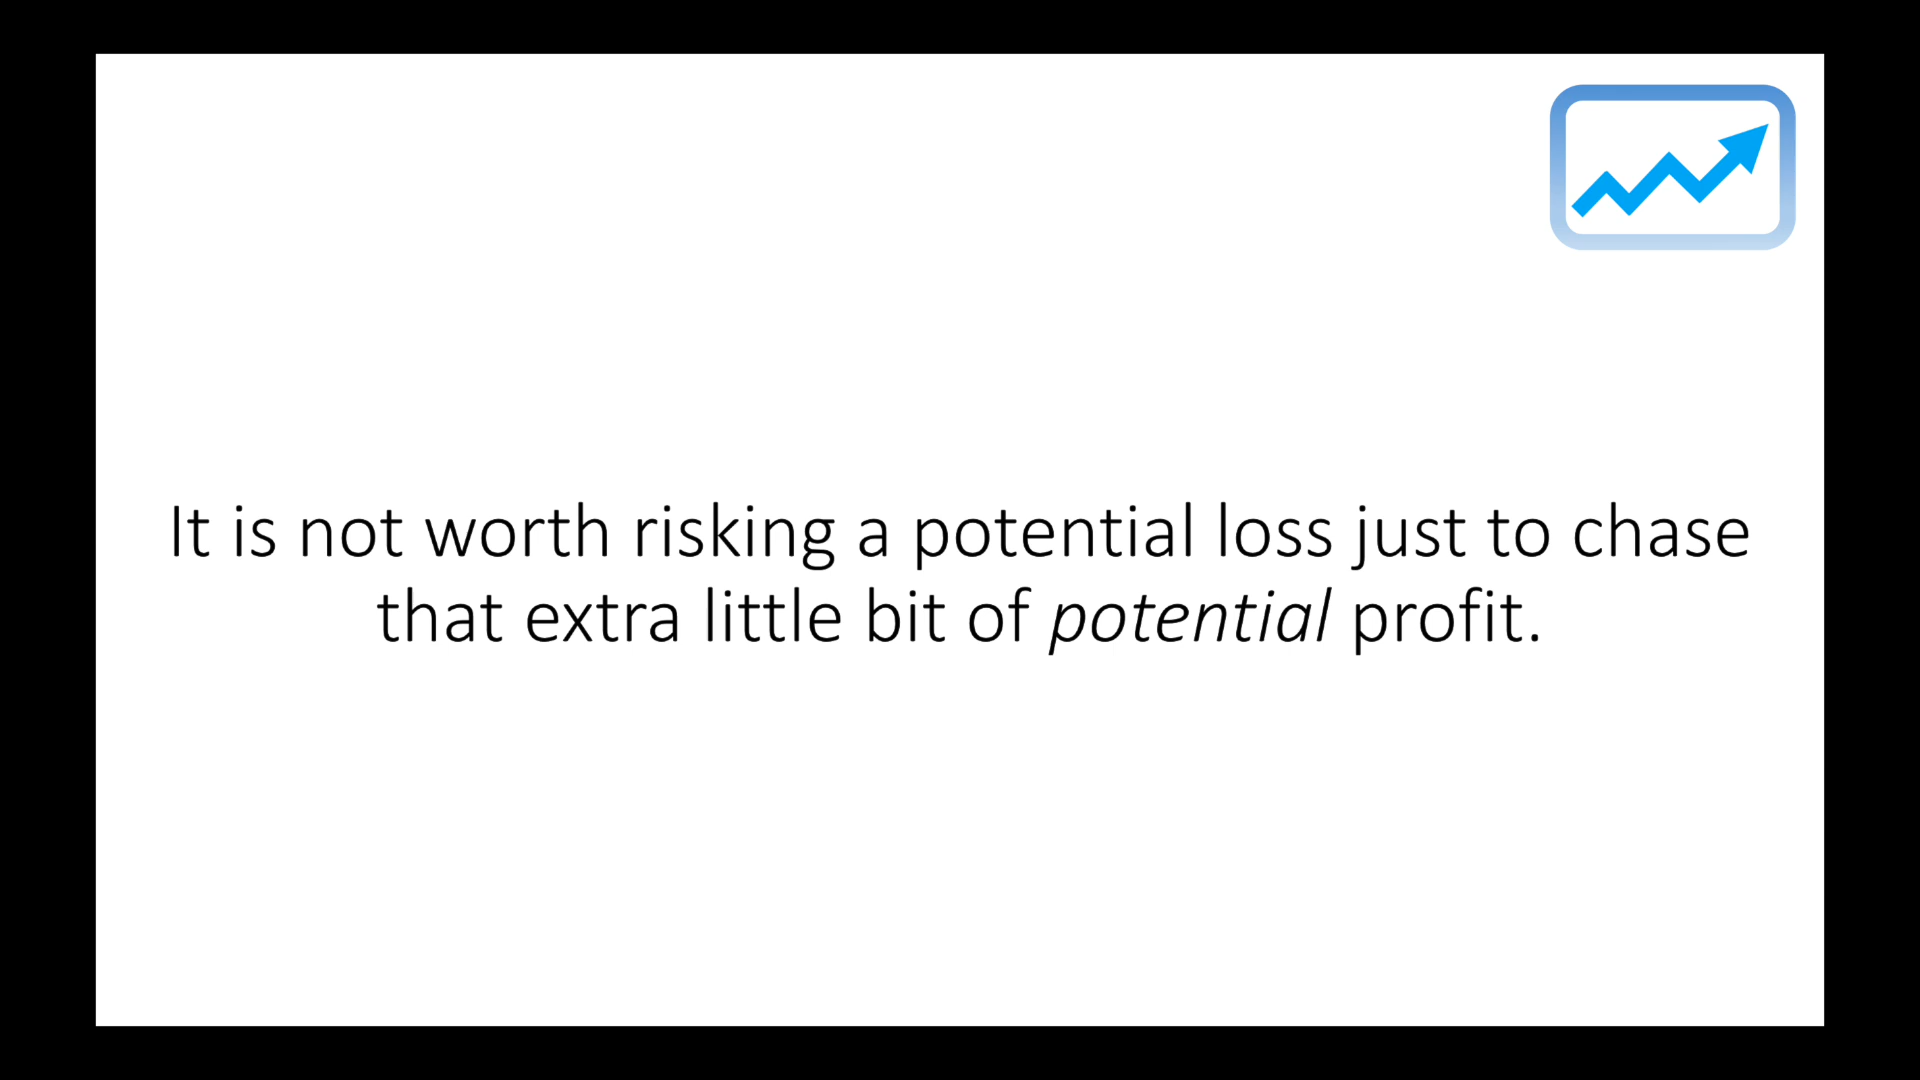 It is not worth risking a potential loss just to chase
that extra little bit of potential profit.